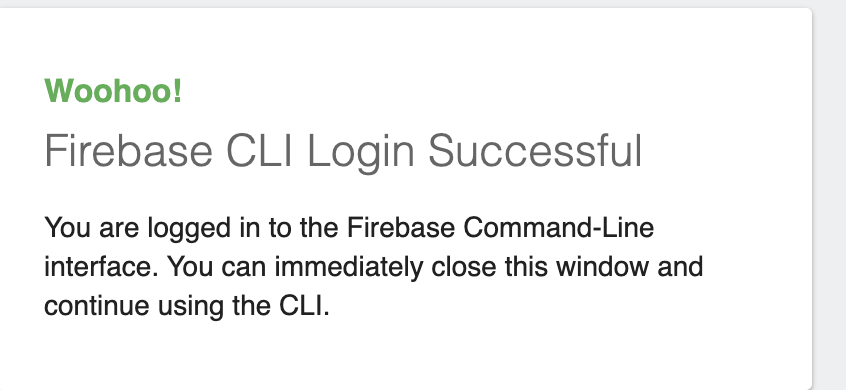 Woohoo!
Firebase CLI Login Successful
You are logged in to the Firebase Command-Line
interface. You can immediately close this window and
continue using the CLI.